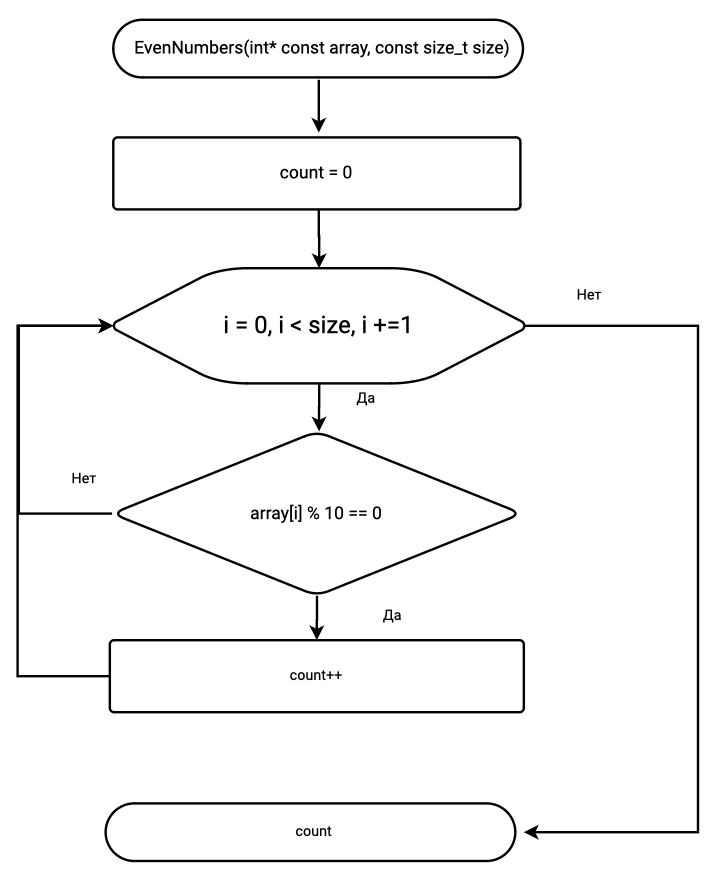 EvenNumbers(int* const array, const size_t size)
count = 0
i = 0, i < size, i +=1
Нет
Да
Нет
array[i] % 10 == 0
Да
count++
count